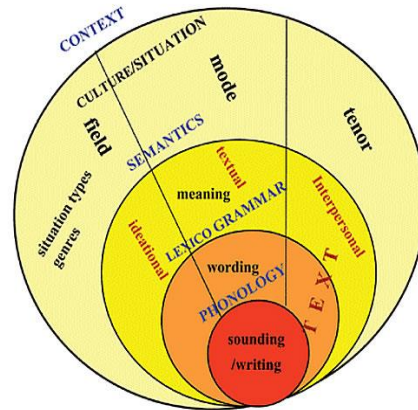 CONTEXT
CULTURE/SITUATION
field
mode
tenor
situation types
genres
SEMANTICS
textual
meaning
ideational
Interpersonal
LEXICO GRAMMAR
wording
TEXT
PHONOLOGY
sounding
/writing